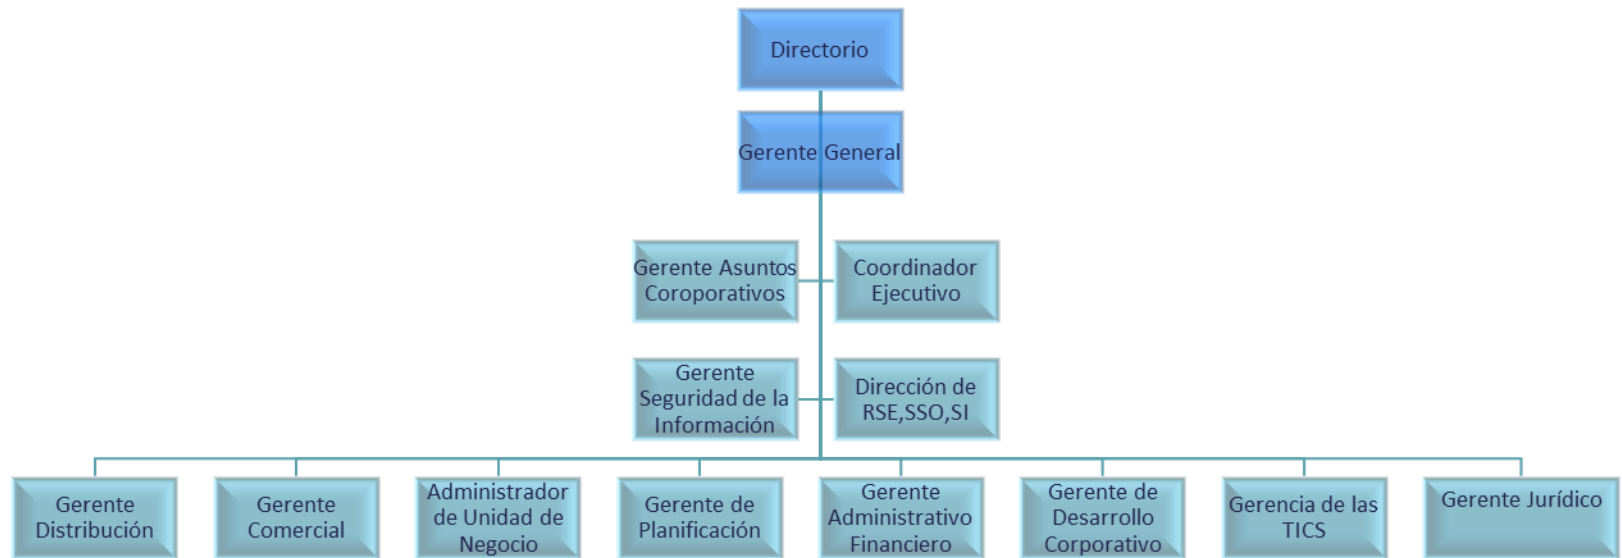 Directorio
Gerente General
Gerente Asuntos
Coroporativos
Coordinador
Ejecutivo
Gerente
Seguridad de la
Información
Dirección de
RSE,SSO,SI
Gerente
Distribución
Gerente
Comercial
Administrador
de Unidad de
Negocio
Gerente de
Planificación
Gerente
Administrativo
Financiero
Gerente de
Desarrollo
Corporativo
Gerencia de las
TICS
Gerente Jurídico